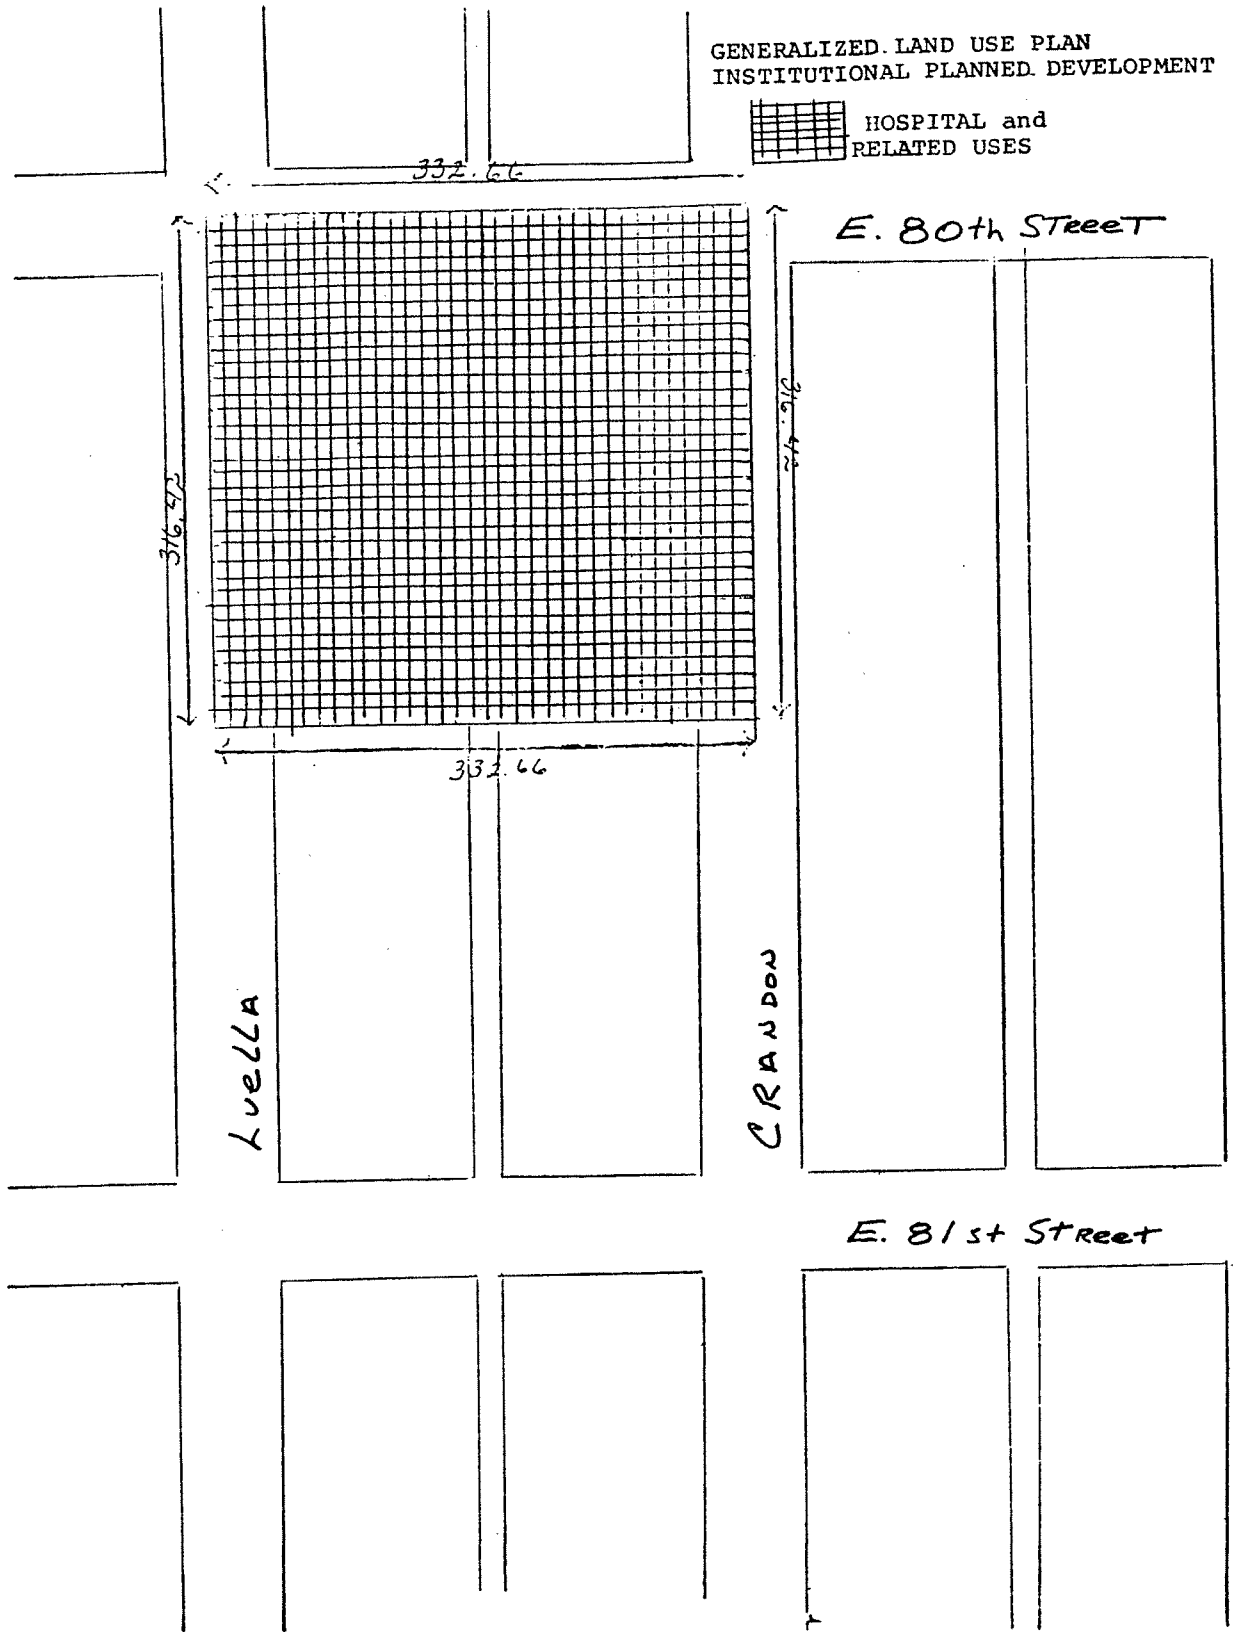 GENERALIZED LAND USE PLAN
INSTITUTIONAL PLANNED DEVELOPMENT
HOSPITAL and
RELATED USES
332.66
E. 80th STReeT
316.42
316.42
332.66
LueLLA
CRANDON
E. 81st StReet